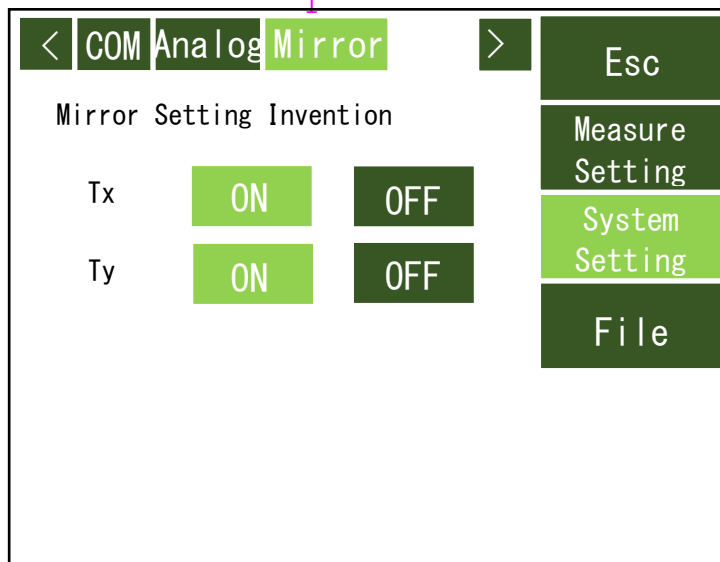 < COM Analog Mirror >
Mirror Setting Invention
Tx ON OFF
Ty ON OFF
Esc
Measure
Setting
System
Setting
File